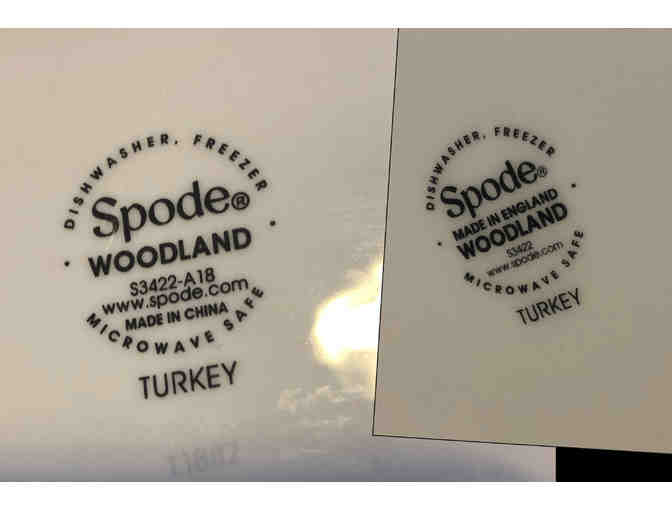 DISHWASHER, FREEZER
Spode®
• WOODLAND •
S3422-A18
www.spode.com
MADE IN CHINA
MICROWAVE SAFE
TURKEY
DISHWASHER, FREEZER
Spode®
MADE IN ENGLAND
• WOODLAND •
S3422
www.spode.com
MICROWAVE SAFE
TURKEY